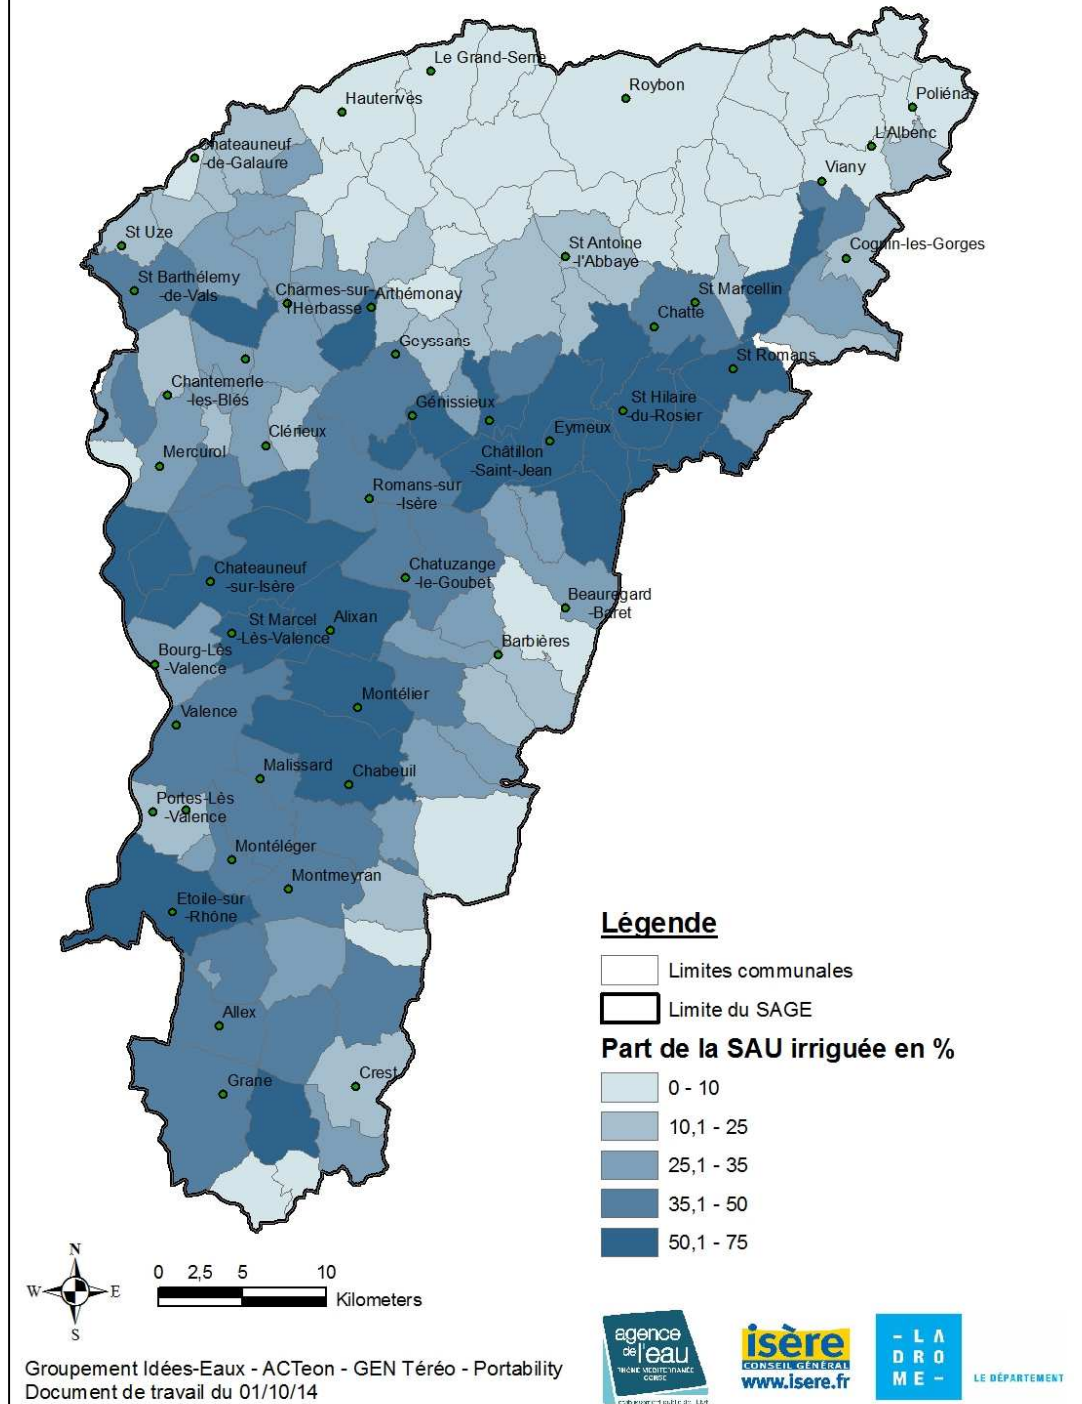 Le Grand-Serre
Roybon
Hauterives
Poliénas
L'Albenc
Chateauneuf
-de-Galaure
Viany
St Uze
St Antoine
-l'Abbaye
Cognin-les-Gorges
St Barthélemy
-de-Vals
Charmes-sur-
l'Herbasse
Arthémonay
St Marcellin
Chatte
Geyssans
St Romans
Chantemerle
-les-Blés
Génissieux
St Hilaire
-du-Rosier
Eymeux
Clérieux
Châtillon
-Saint-Jean
Mercurol
Romans-sur
-Isère
Chateauneuf
-sur-Isère
Chatuzange
-le-Goubet
Beauregard
-Baret
St Marcel
-Lès-Valence
Alixan
Barbières
Bourg-Lès
-Valence
Montélier
Valence
Malissard
Chabeuil
Portes-Lès
-Valence
Montéléger
Montmeyran
Etoile-sur
-Rhône
Allex
Crest
Grane
Légende
Limites communales
Limite du SAGE
Part de la SAU irriguée en %
0 - 10
10,1 - 25
25,1 - 35
35,1 - 50
50,1 - 75
N
W E
S
0 2,5 5 10
Kilometers
Groupement Idées-Eaux - ACTeon - GEN Téréo - Portability
Document de travail du 01/10/14
agence
de l'eau
RHÔNE MÉDITERRANÉE
CORSE
isère
CONSEIL GÉNÉRAL
www.isere.fr
- L A
D R O
M E -
LE DÉPARTEMENT